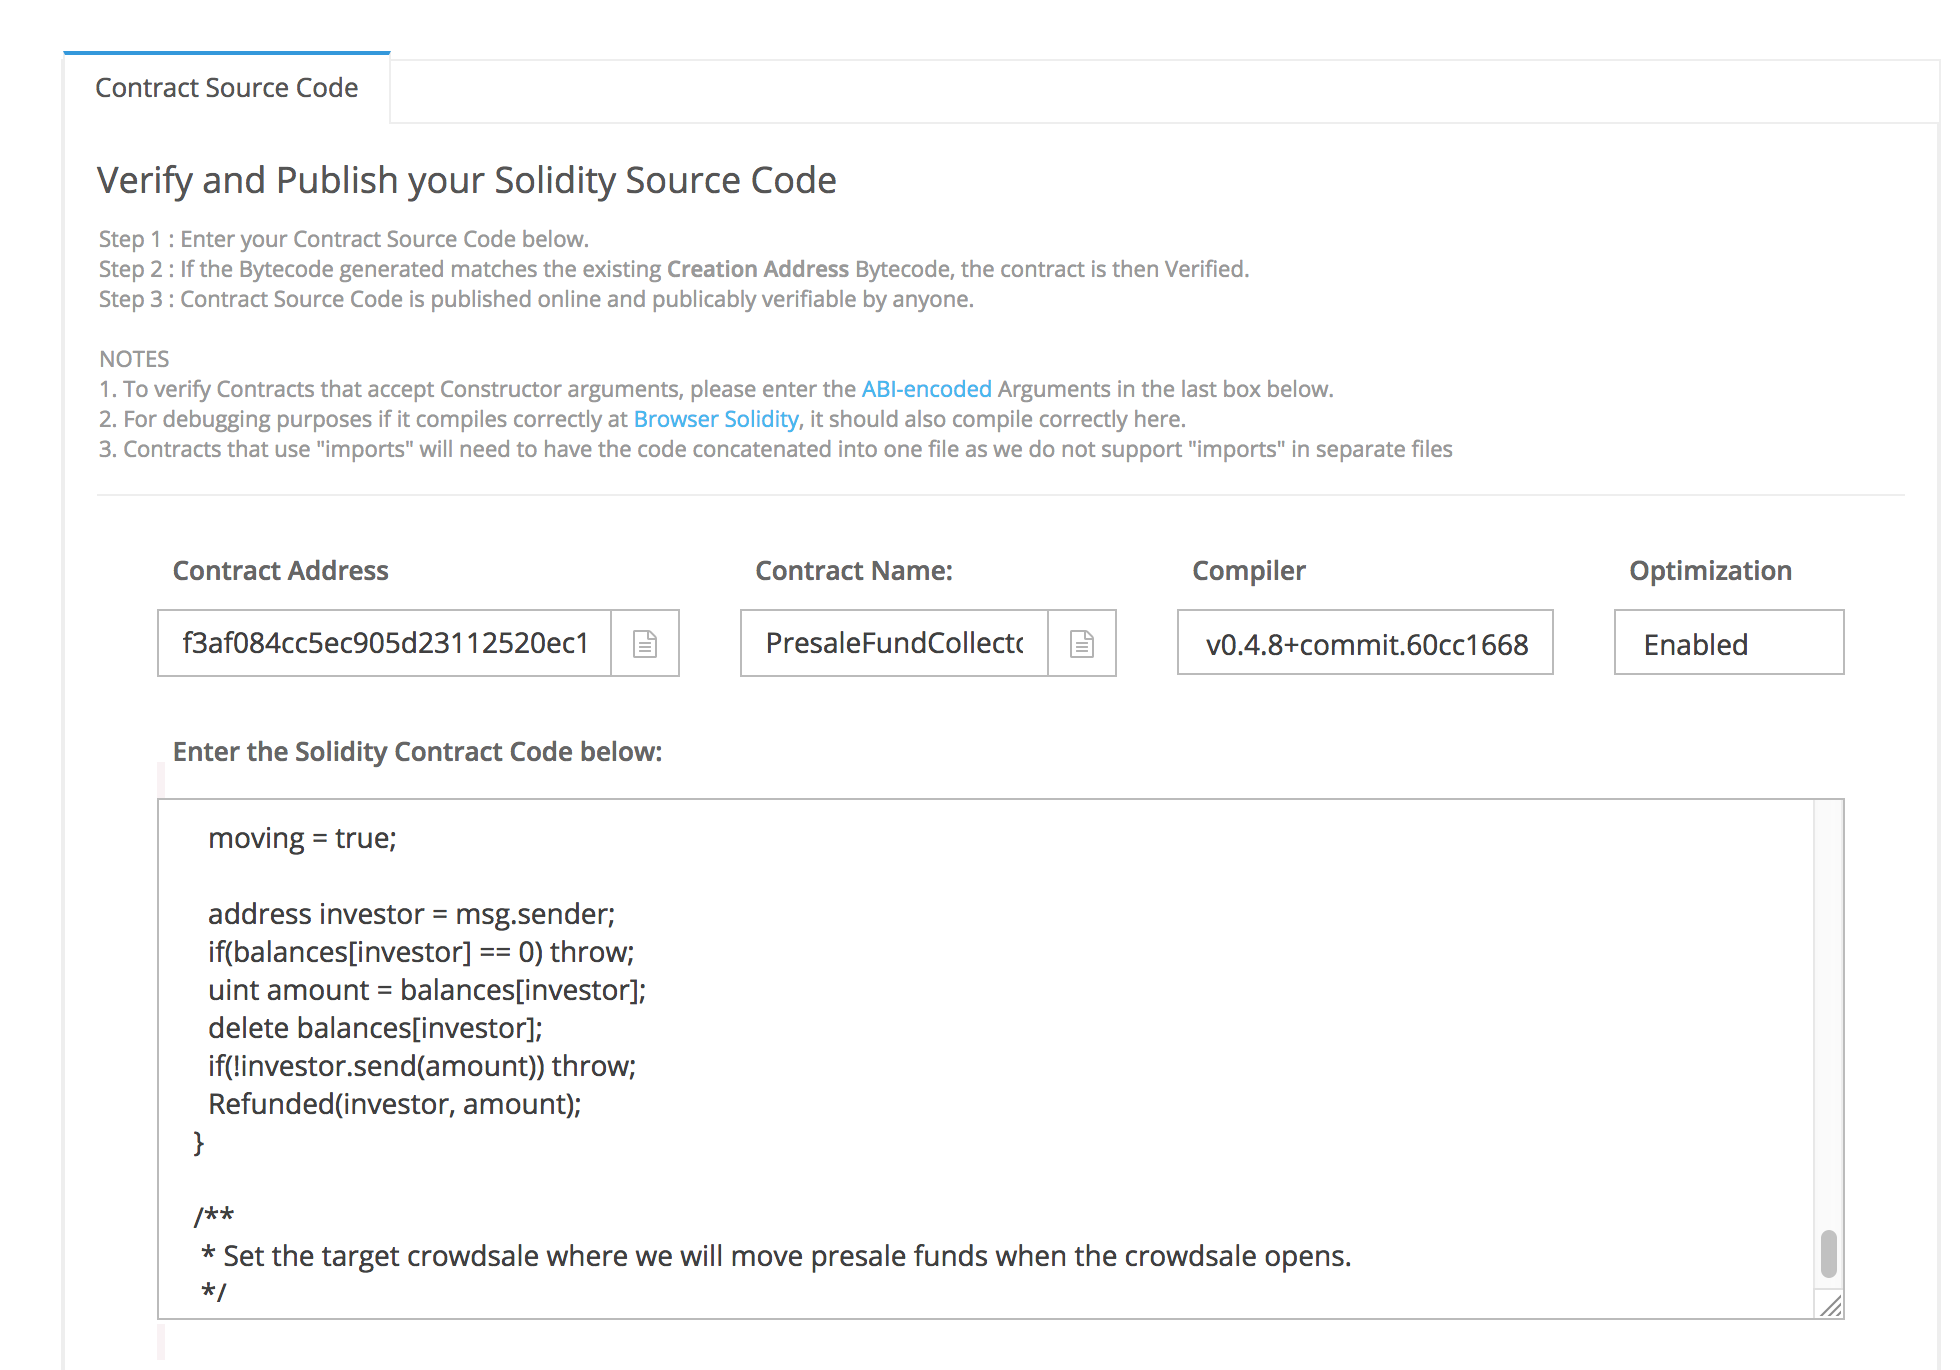 Contract Source Code
Verify and Publish your Solidity Source Code
Step 1 : Enter your Contract Source Code below.
Step 2 : If the Bytecode generated matches the existing Creation Address Bytecode, the contract is then Verified.
Step 3 : Contract Source Code is published online and publicably verifiable by anyone.
NOTES
1. To verify Contracts that accept Constructor arguments, please enter the ABI-encoded Arguments in the last box below.
2. For debugging purposes if it compiles correctly at Browser Solidity, it should also compile correctly here.
3. Contracts that use "imports" will need to have the code concatenated into one file as we do not support "imports" in separate files
Contract Address Contract Name: Compiler Optimization
f3af084cc5ec905d23112520ec1 PresaleFundCollecto v0.4.8+commit.60cc1668 Enabled
Enter the Solidity Contract Code below:
moving = true;
address investor = msg.sender;
if(balances[investor] == 0) throw;
uint amount = balances[investor];
delete balances[investor];
if(!investor.send(amount)) throw;
Refunded(investor, amount);
}
/**
* Set the target crowdsale where we will move presale funds when the crowdsale opens.
*/